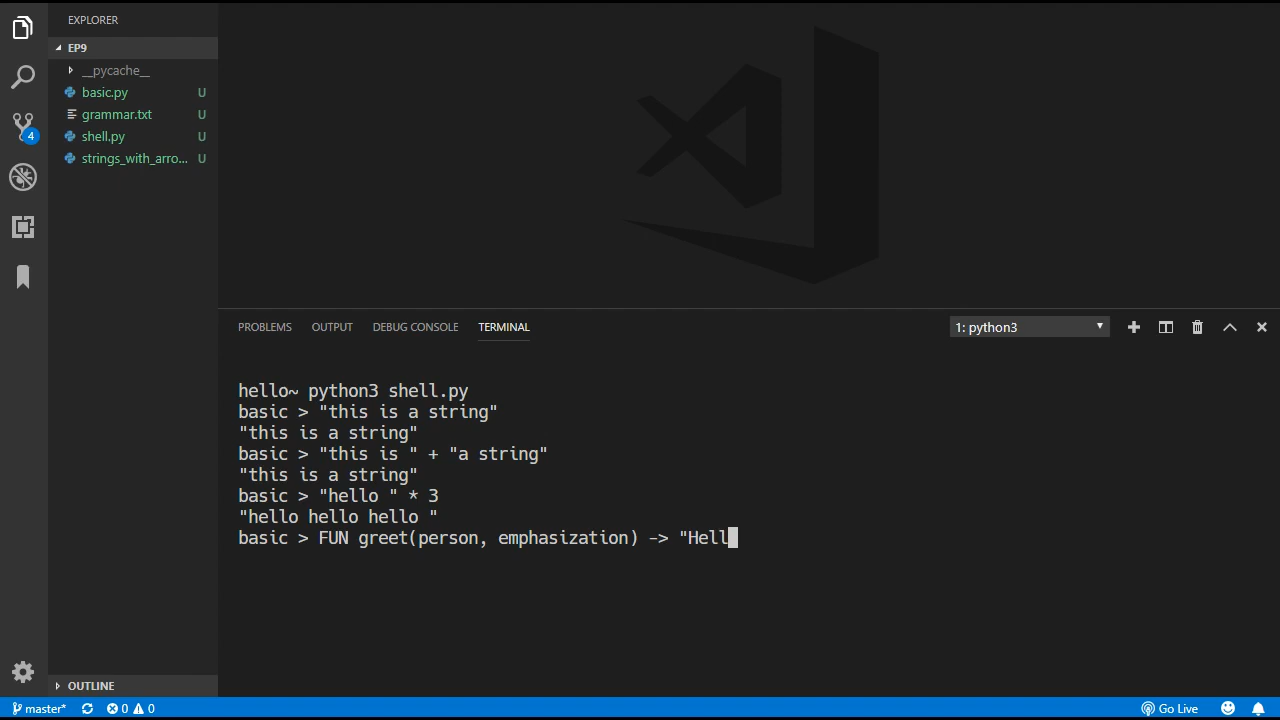 EXPLORER
EP9
__pycache__
basic.py U
grammar.txt U
shell.py U
strings_with_arro... U
4
PROBLEMS OUTPUT DEBUG CONSOLE TERMINAL 1: python3
hello~ python3 shell.py
basic > "this is a string"
"this is a string"
basic > "this is " + "a string"
"this is a string"
basic > "hello " * 3
"hello hello hello "
basic > FUN greet(person, emphasization) -> "Hell
OUTLINE
master* 0 0 Go Live